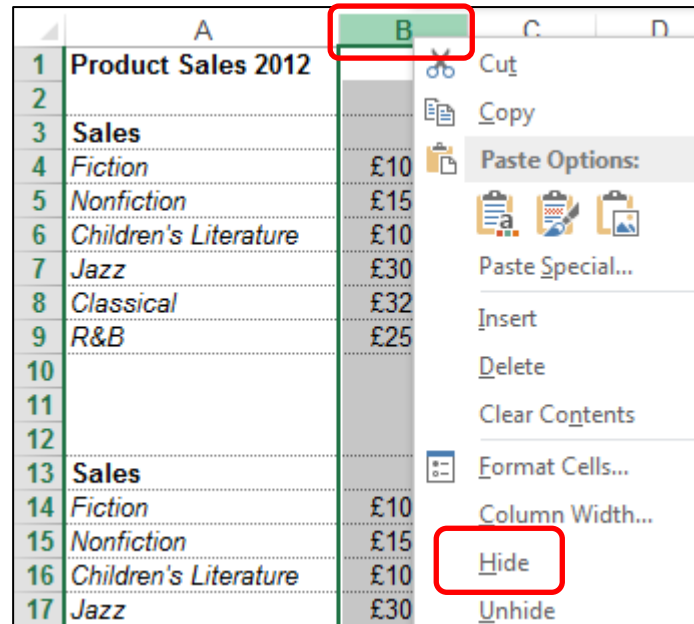 A B C D
1 Product Sales 2012
2
3 Sales
4 Fiction £10
5 Nonfiction £15
6 Children's Literature £10
7 Jazz £30
8 Classical £32
9 R&B £25
10
11
12
13 Sales
14 Fiction £10
15 Nonfiction £15
16 Children's Literature £10
17 Jazz £30
Cut
Copy
Paste Options:
a
Paste Special...
Insert
Delete
Clear Contents
Format Cells...
Column Width...
Hide
Unhide